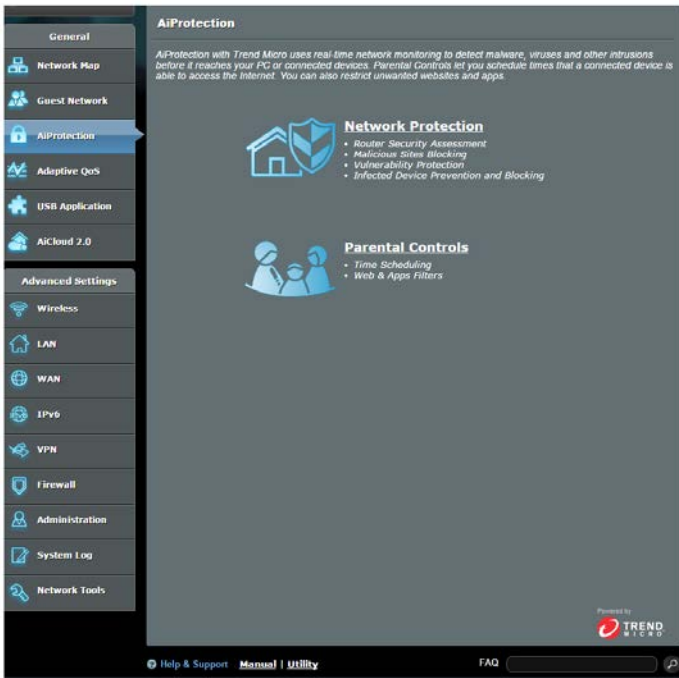 General
Network Map
Guest Network
AiProtection
Adaptive QoS
USB Application
AiCloud 2.0
Advanced Settings
Wireless
LAN
WAN
IPv6
VPN
Firewall
Administration
System Log
Network Tools
AiProtection
AiProtection with Trend Micro uses real-time network monitoring to detect malware, viruses and other intrusions
before it reaches your PC or connected devices. Parental Controls let you schedule times that a connected device is
able to access the Internet. You can also restrict unwanted websites and apps.
Network Protection
• Router Security Assessment
• Malicious Sites Blocking
• Vulnerability Protection
• Infected Device Prevention and Blocking
Parental Controls
• Time Scheduling
• Web & Apps Filters
Powered by
TREND
MICRO
Help & Support Manual | Utility FAQ